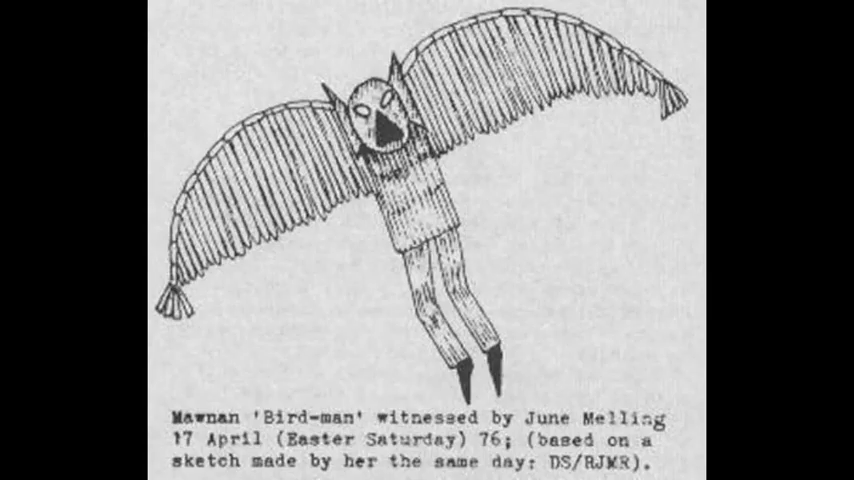 Mawnan 'Bird-man' witnessed by June Melling
17 April (Easter Saturday) 76; (based on a
sketch made by her the same day: DS/RJMR).